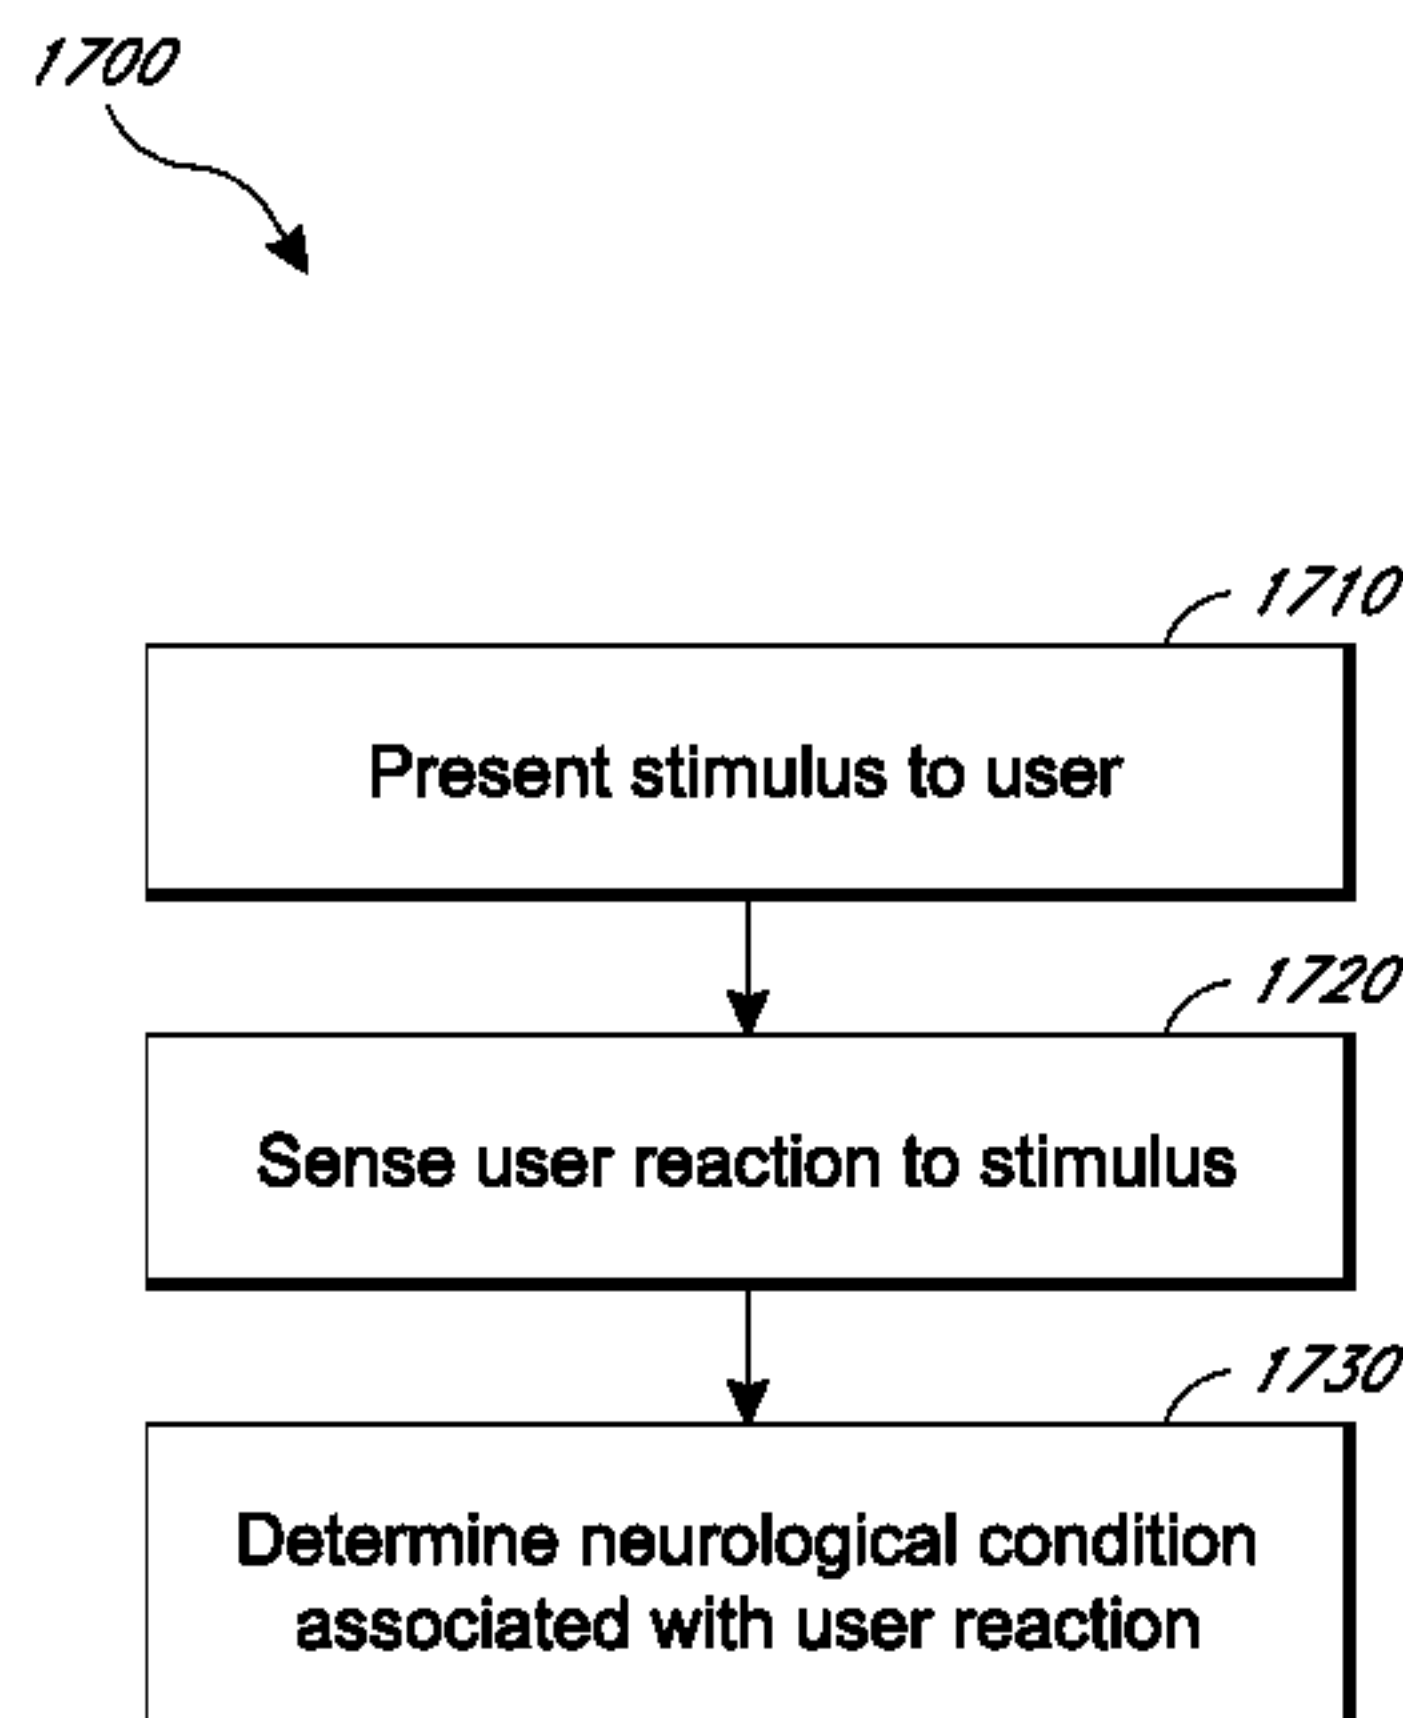 1700
1710
Present stimulus to user
1720
Sense user reaction to stimulus
1730
Determine neurological condition
associated with user reaction